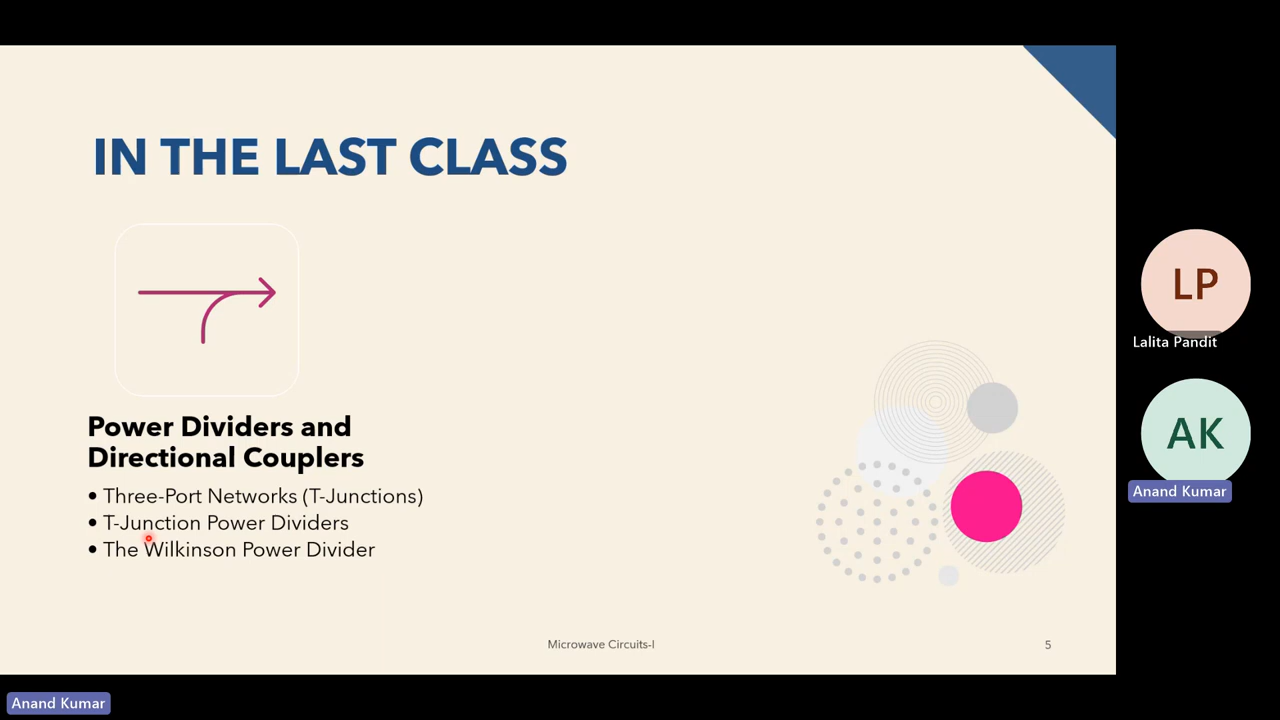 IN THE LAST CLASS
Power Dividers and
Directional Couplers
• Three-Port Networks (T-Junctions)
• T-Junction Power Dividers
• The Wilkinson Power Divider
Microwave Circuits-I
5
LP
Lalita Pandit
AK
Anand Kumar
Anand Kumar